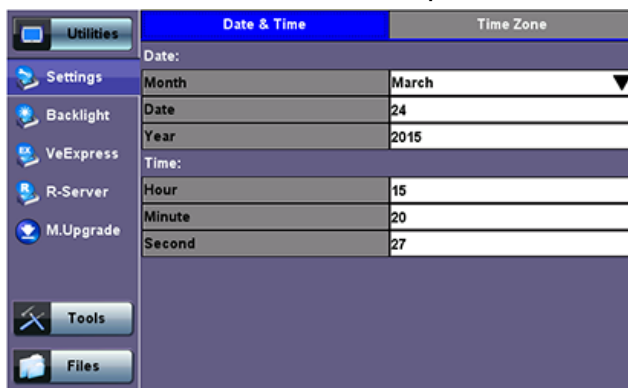 Utilities
Settings
Backlight
VeExpress
R-Server
M.Upgrade
Tools
Files
Date & Time Time Zone
Date:
Month March
Date 24
Year 2015
Time:
Hour 15
Minute 20
Second 27